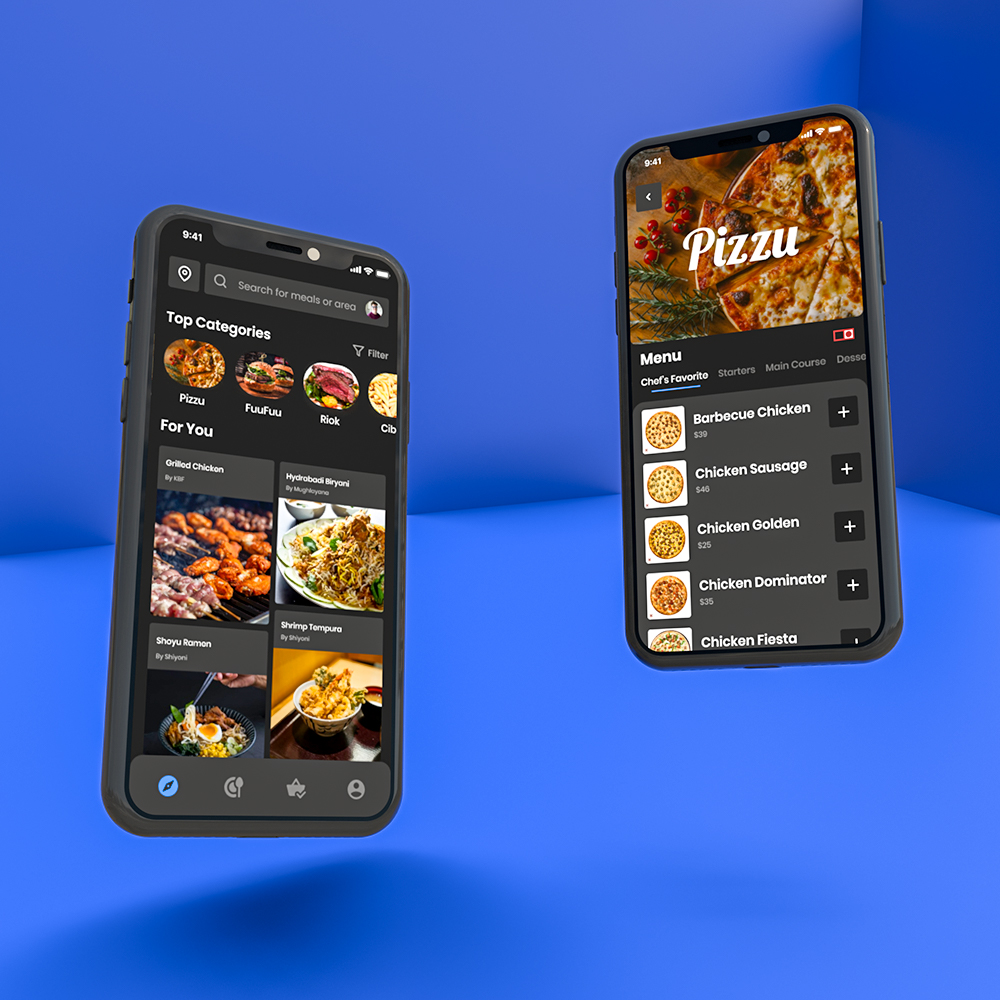 9:41
Search for meals or area
Top Categories
Filter
Pizzu
FuuFuu
Riok
Cib
For You
Grilled Chicken
By KBF
Hydrabadi Biryani
By Mughlayana
Shoyu Ramen
By Shiyoni
Shrimp Tempura
By Shiyoni
9:41
Pizzu
Menu
Chef's Favorite
Starters
Main Course
Desse
Barbecue Chicken
$39
Chicken Sausage
$46
Chicken Golden
$25
Chicken Dominator
$35
Chicken Fiesta